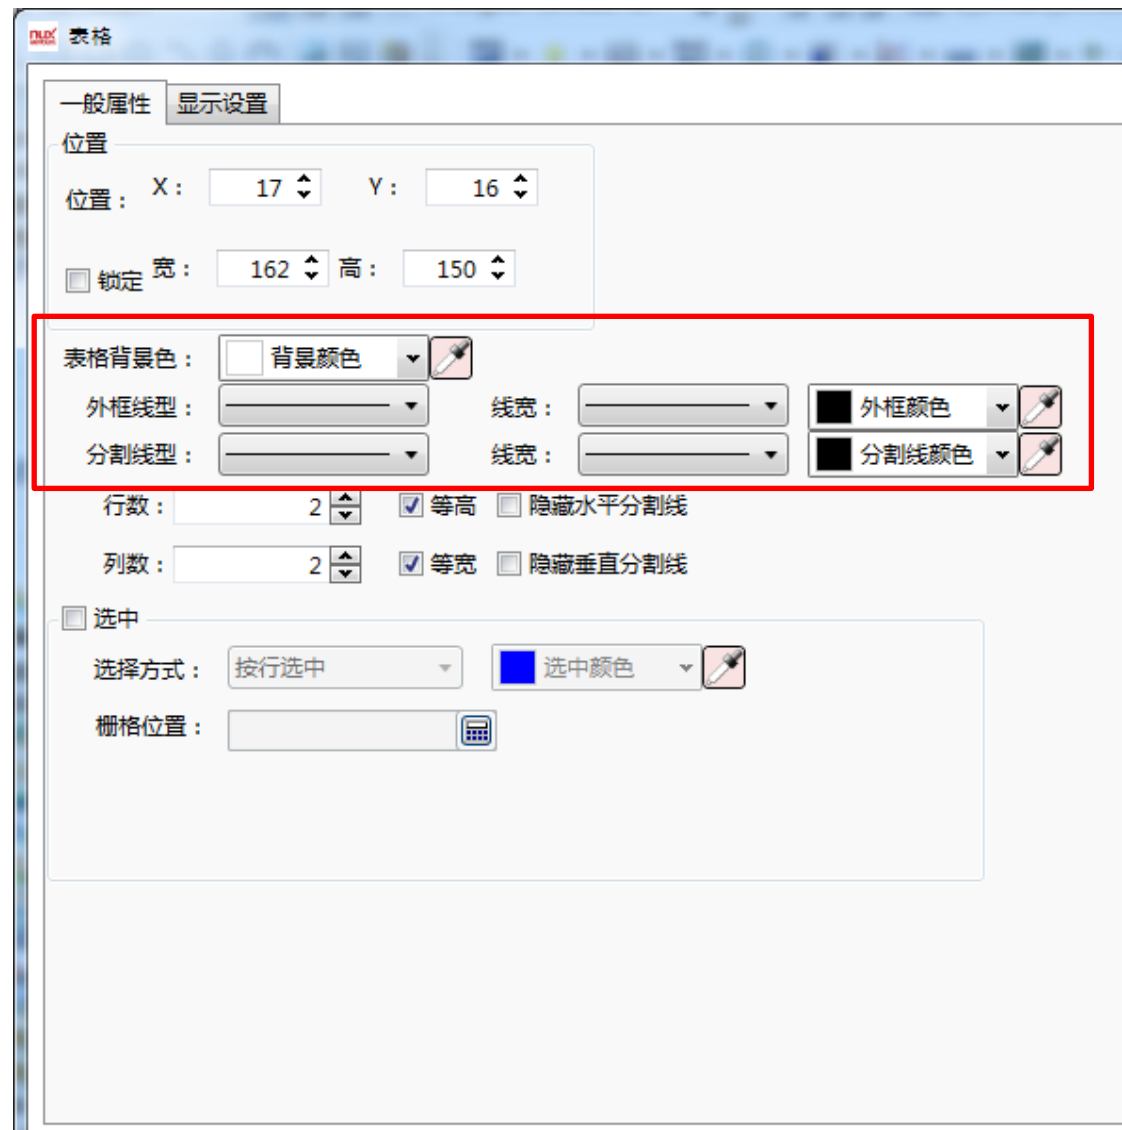 nux 表格
一般属性 显示设置
位置
位置： X： 17 Y： 16
锁定 宽： 162 高： 150
表格背景色： 背景颜色
外框线型： 线宽： 外框颜色
分割线型： 线宽： 分割线颜色
行数： 2 等高 隐藏水平分割线
列数： 2 等宽 隐藏垂直分割线
选中
选择方式： 按行选中 选中颜色
栅格位置：